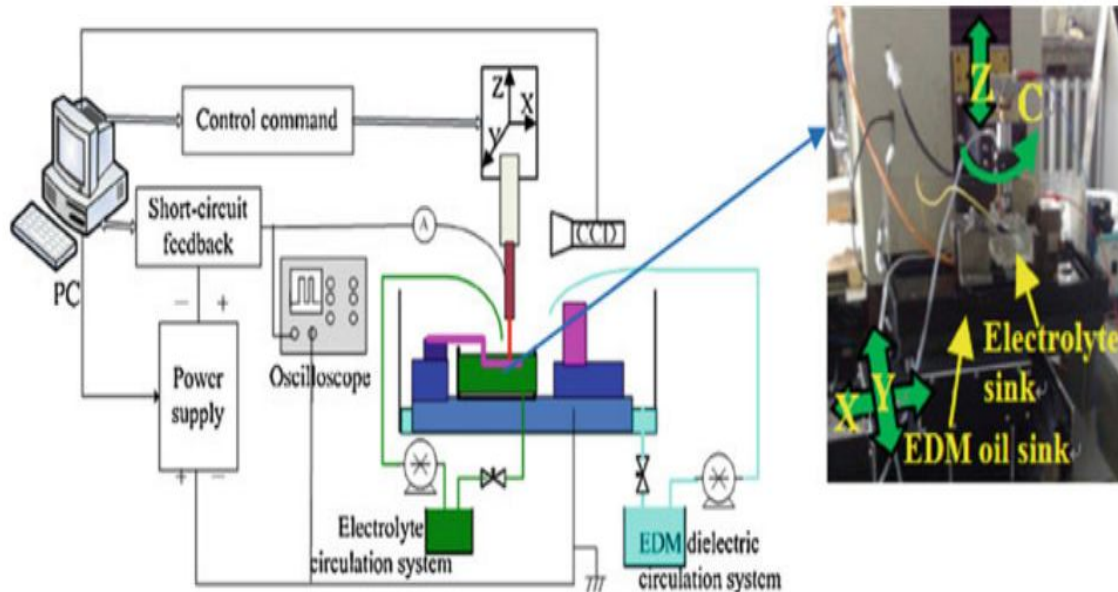 Control command
Z
X
Y
Short-circuit
feedback
A
CCD
PC
− +
Power
supply
+ −
Oscilloscope
Electrolyte
circulation system
EDM dielectric
circulation system
Z
C
Electrolyte
sink
X
Y
EDM oil sink